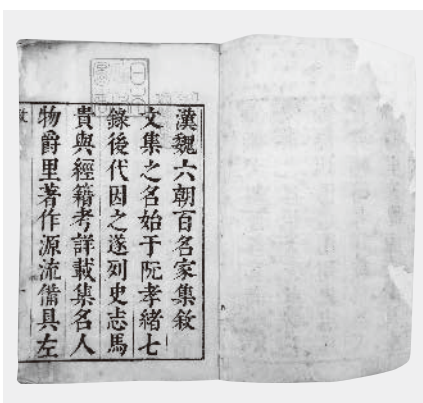 漢魏六朝百名家集敘
文集之名始于阮孝緒七
錄後代因之遂列史志馬
貴與經籍考詳載集名人
物爵里著作源流備具左